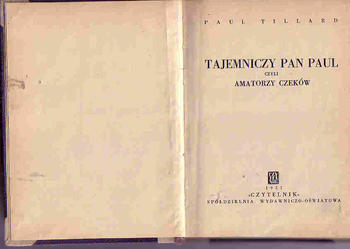 PAUL TILLARD
TAJEMNICZY PAN PAUL
CZYLI
AMATORZY CZEKÓW
1951
„CZYTELNIK”
SPÓŁDZIELNIA WYDAWNICZO-OŚWIATOWA